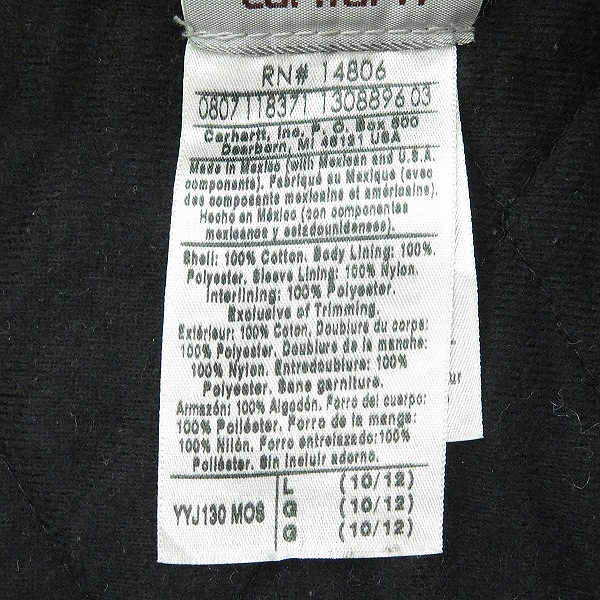 carhartt
RN# 14806
0807118371 1308896 03
Carhartt, Inc. P. O. Box 600
Dearborn, MI 48121 USA
Made in Mexico (with Mexican and U.S.A.
components). Fabriqué au Mexique (avec
des composants mexicains et américains).
Hecho en México (con componentes
mexicanos y estadounidenses).
Shell: 100% Cotton. Body Lining: 100%.
Polyester. Sleeve Lining: 100% Nylon.
Interlining: 100% Polyester.
Exclusive of Trimming.
Extérieur: 100% Coton. Doublure du corps:
100% Polyester. Doublure de la manche:
100% Nylon. Entredoublure: 100%
Polyester. Sans garniture.
Armazón: 100% Algodón. Forro del cuerpo:
100% Poliéster. Forro de la manga:
100% Nilón. Forro entrelazado: 100%
Poliéster. Sin incluir adorno.
L (10/12)
YYJ130 MOS G (10/12)
G (10/12)
ur